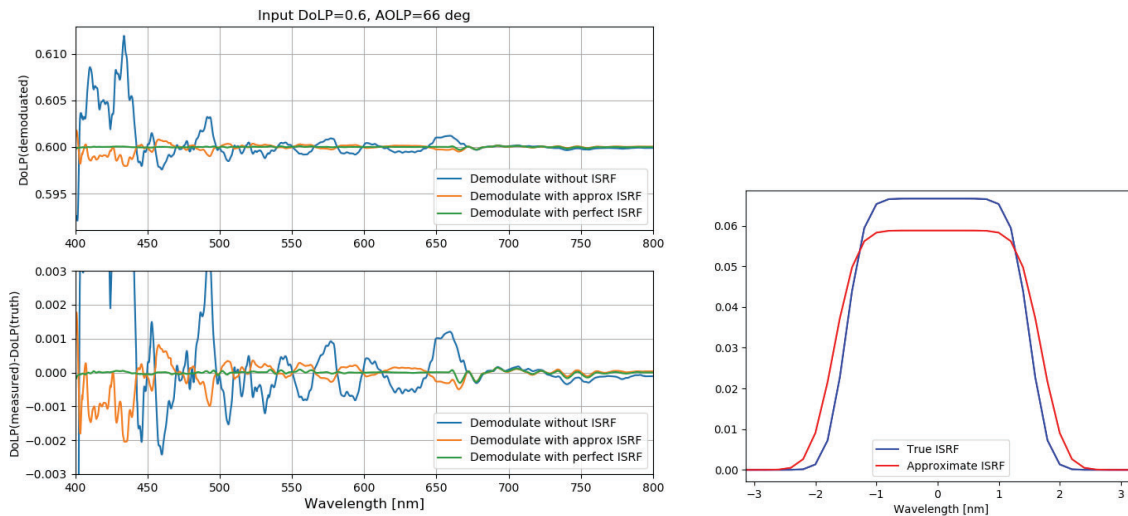 Input DoLP=0.6, AOLP=66 deg
DoLP(demoduated)
0.610
0.605
0.600
0.595
Demodulate without ISRF
Demodulate with approx ISRF
Demodulate with perfect ISRF
400 450 500 550 600 650 700 750 800
DoLP(measured)-DoLP(truth)
0.003
0.002
0.001
0.000
−0.001
−0.002
−0.003
Demodulate without ISRF
Demodulate with approx ISRF
Demodulate with perfect ISRF
400 450 500 550 600 650 700 750 800
Wavelength [nm]
0.06
0.05
0.04
0.03
0.02
0.01
0.00
True ISRF
Approximate ISRF
−3 −2 −1 0 1 2 3
Wavelength [nm]